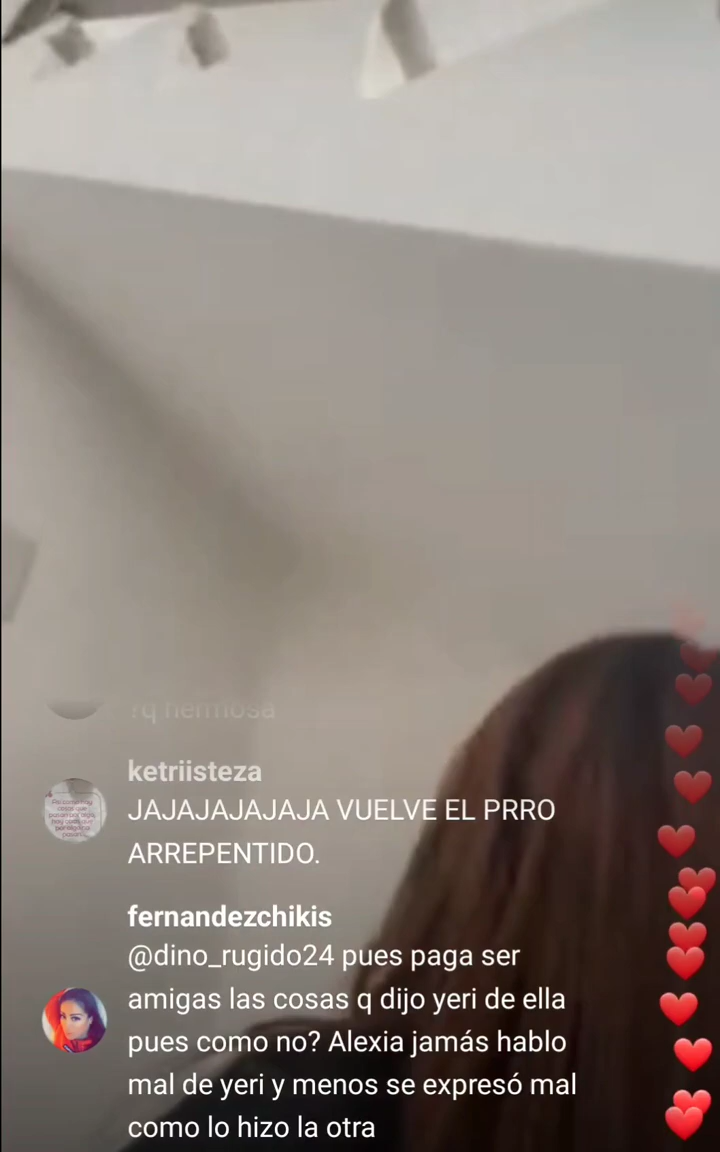 ?q hermosa
ketriisteza
JAJAJAJAJAJA VUELVE EL PRRO
ARREPENTIDO.
fernandezchikis
@dino_rugido24 pues paga ser
amigas las cosas q dijo yeri de ella
pues como no? Alexia jamás hablo
mal de yeri y menos se expresó mal
como lo hizo la otra